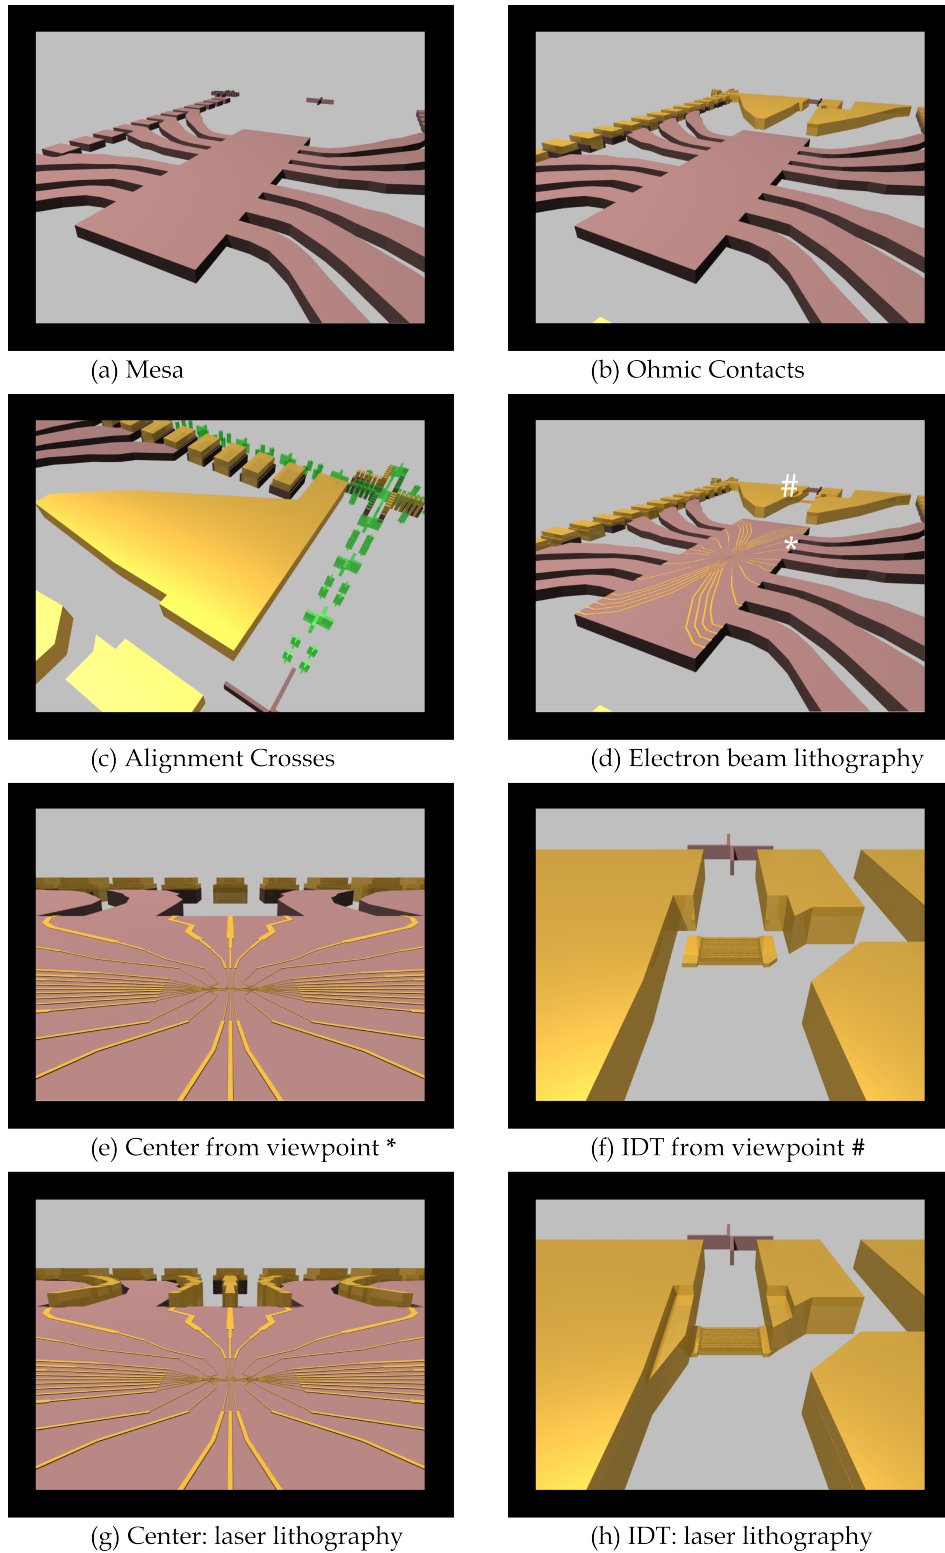 (a) Mesa
(b) Ohmic Contacts
(c) Alignment Crosses
#
*
(d) Electron beam lithography
(e) Center from viewpoint *
(f) IDT from viewpoint #
(g) Center: laser lithography
(h) IDT: laser lithography